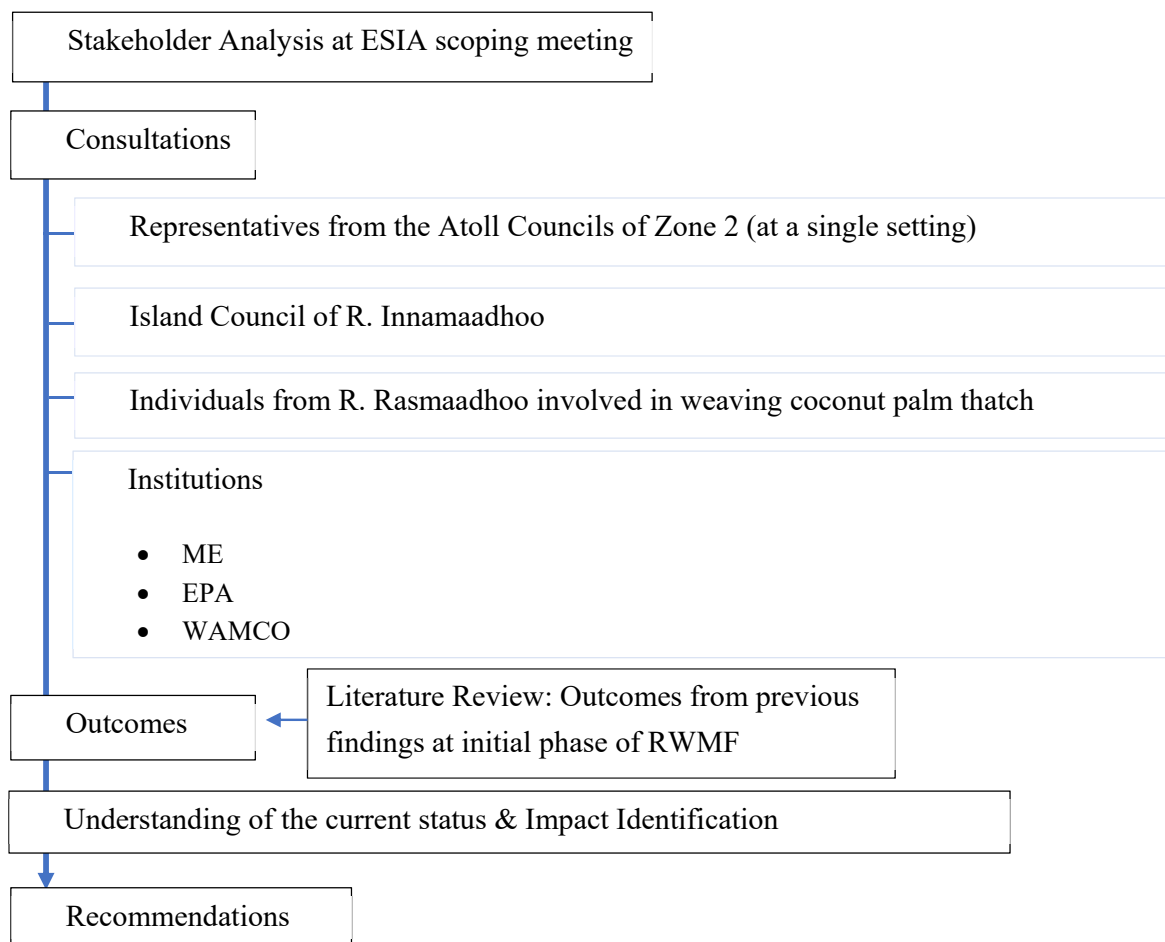 Stakeholder Analysis at ESIA scoping meeting
Consultations
Representatives from the Atoll Councils of Zone 2 (at a single setting)
Island Council of R. Innamaadhoo
Individuals from R. Rasmaadhoo involved in weaving coconut palm thatch
Institutions
• ME
• EPA
• WAMCO
Outcomes
Literature Review: Outcomes from previous
findings at initial phase of RWMF
Understanding of the current status & Impact Identification
Recommendations